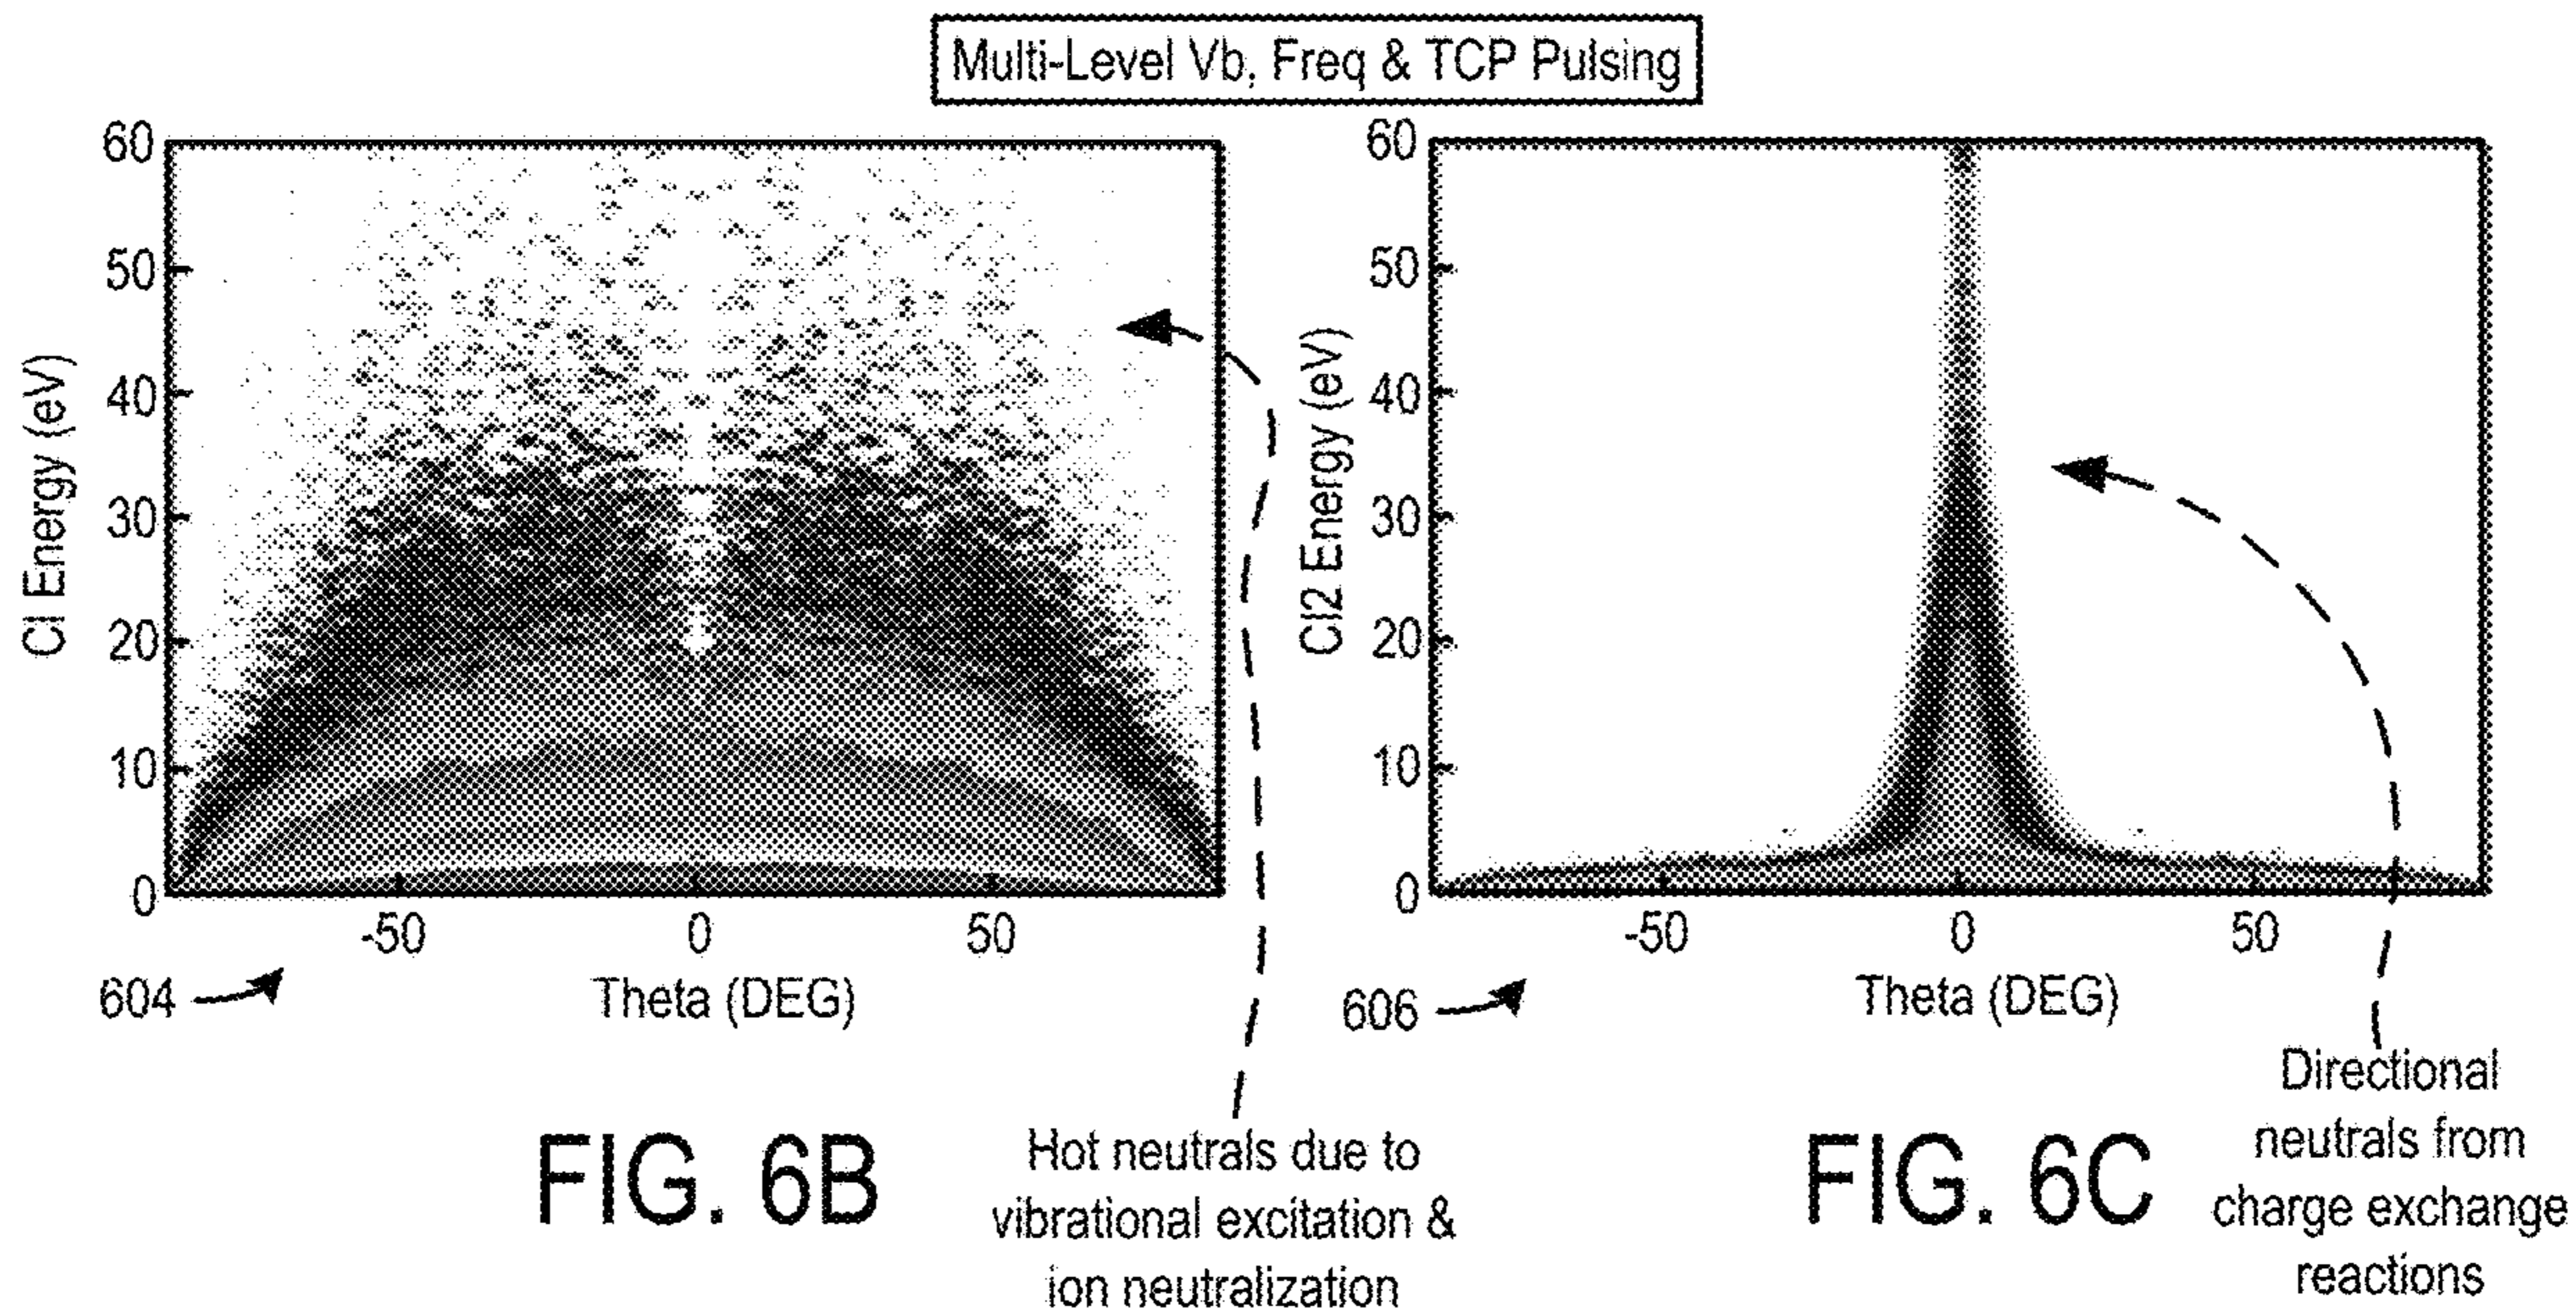 Multi-Level Vb, Freq & TCP Pulsing
60
50
40
30
20
10
0
Cl Energy (eV)
-50
0
50
Theta (DEG)
604
FIG. 6B
Hot neutrals due to
vibrational excitation &
ion neutralization
60
50
40
30
20
10
0
Cl2 Energy (eV)
-50
0
50
Theta (DEG)
606
FIG. 6C
Directional
neutrals from
charge exchange
reactions